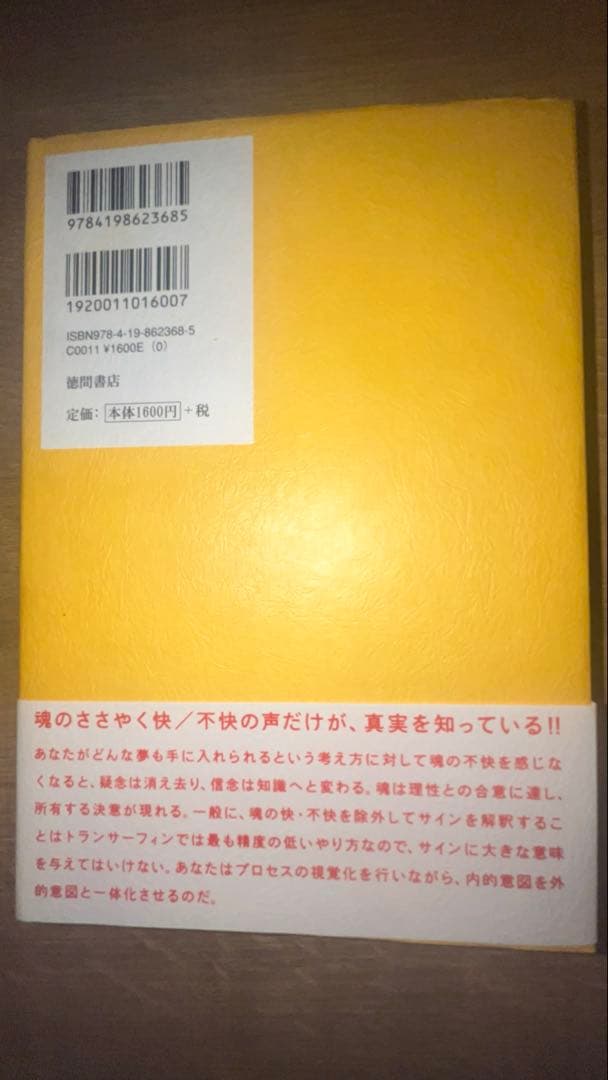 9784198623685
1920011016007
ISBN978-4-19-862368-5
C0011 ¥1600E (0)
徳間書店
定価: 本体1600円+税
魂のささやく快/不快の声だけが、真実を知っている!!
あなたがどんな夢も手に入れられるという考え方に対して魂の不快を感じな
くなると、疑念は消え去り、信念は知識へと変わる。魂は理性との合意に達し、
所有する決意が現れる。一般に、魂の快・不快を除外してサインを解釈するこ
とはトランサーフィンでは最も精度の低いやり方なので、サインに大きな意味
を与えてはいけない。あなたはプロセスの視覚化を行いながら、内的意図を外
的意図と一体化させるのだ。